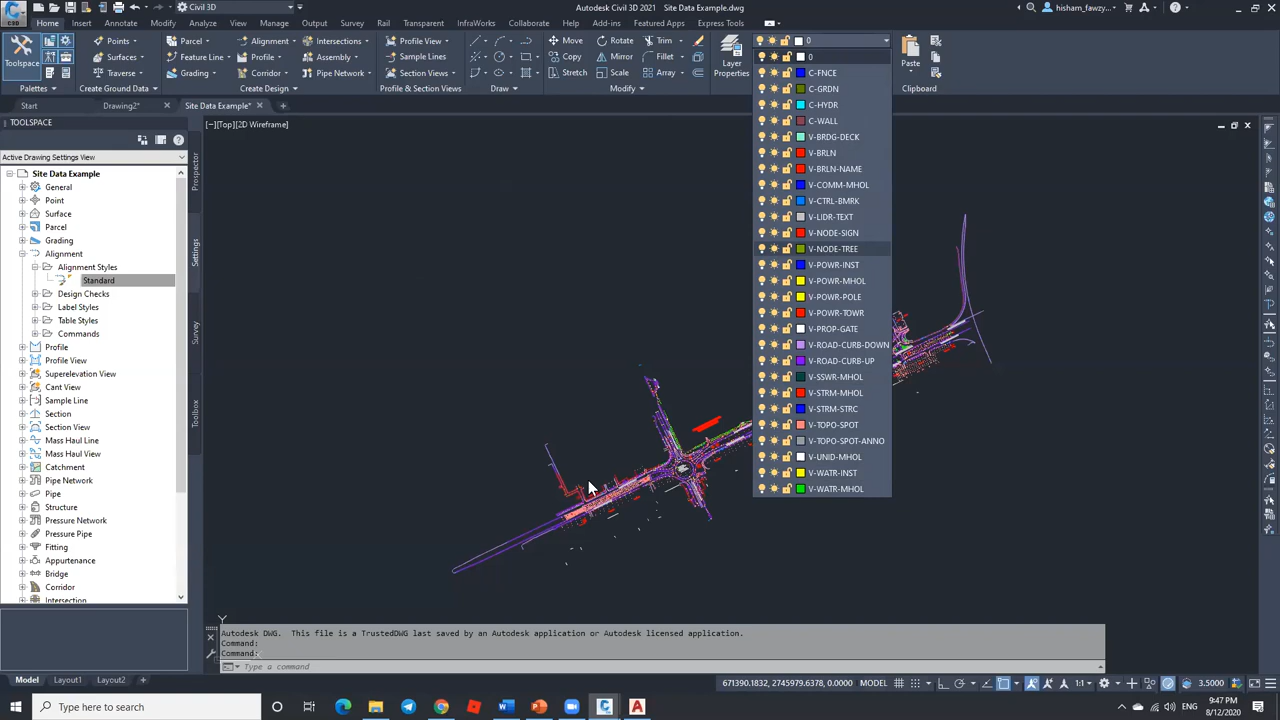 C3D
Civil 3D
Autodesk Civil 3D 2021   Site Data Example.dwg
hisham_fawzy...
Home Insert Annotate Modify Analyze View Manage Output Survey Rail Transparent InfraWorks Collaborate Help Add-ins Featured Apps Express Tools
Toolspace
Palettes
Points
Surfaces
Traverse
Create Ground Data
Parcel
Feature Line
Grading
Alignment
Profile
Corridor
Intersections
Assembly
Pipe Network
Create Design
Profile View
Sample Lines
Section Views
Profile & Section Views
Draw
Move
Copy
Stretch
Rotate
Mirror
Scale
Trim
Fillet
Array
Modify
Layer
Properties
Paste
Clipboard
Start
Drawing2*
Site Data Example*
TOOLSPACE
Active Drawing Settings View
Site Data Example
General
Point
Surface
Parcel
Grading
Alignment
Alignment Styles
Standard
Design Checks
Label Styles
Table Styles
Commands
Profile
Profile View
Superelevation View
Cant View
Sample Line
Section
Section View
Mass Haul Line
Mass Haul View
Catchment
Pipe Network
Pipe
Structure
Pressure Network
Pressure Pipe
Fitting
Appurtenance
Bridge
Corridor
Intersection
Prospector
Settings
Survey
Toolbox
[−][Top][2D Wireframe]
0
0
C-FNCE
C-GRDN
C-HYDR
C-WALL
V-BRDG-DECK
V-BRLN
V-BRLN-NAME
V-COMM-MHOL
V-CTRL-BMRK
V-LIDR-TEXT
V-NODE-SIGN
V-NODE-TREE
V-POWR-INST
V-POWR-MHOL
V-POWR-POLE
V-POWR-TOWR
V-PROP-GATE
V-ROAD-CURB-DOWN
V-ROAD-CURB-UP
V-SSWR-MHOL
V-STRM-MHOL
V-STRM-STRC
V-TOPO-SPOT
V-TOPO-SPOT-ANNO
V-UNID-MHOL
V-WATR-INST
V-WATR-MHOL
Y
Autodesk DWG.  This file is a TrustedDWG last saved by an Autodesk application or Autodesk licensed application.
Command:
Command:
Type a command
Model Layout1 Layout2
671390.1832, 2745979.6378, 0.0000 MODEL
1:1
3.5000
Type here to search
9:47 PM
8/12/2020